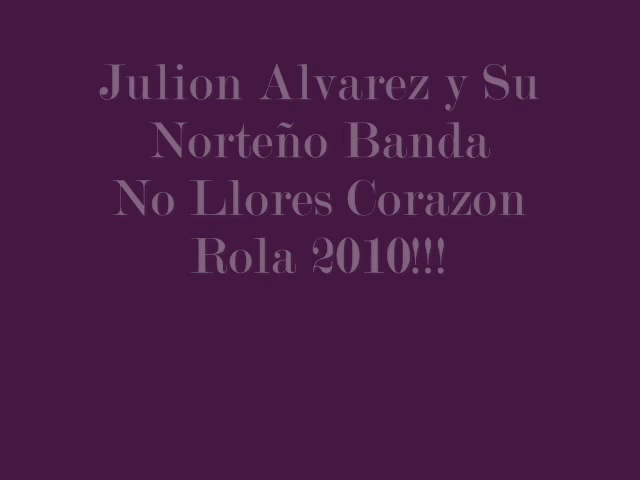 Julion Alvarez y Su
Norteño Banda
No Llores Corazon
Rola 2010!!!